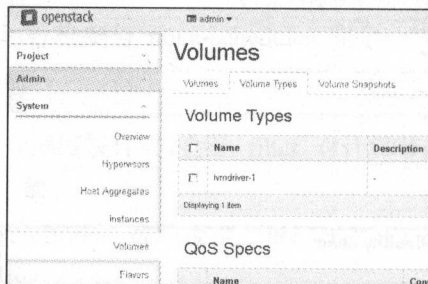 openstack
admin
Project
Admin
System
Overview
Hypervisors
Host Aggregates
Instances
Volumes
Flavors
Volumes
Volumes Volume Types Volume Snapshots
Volume Types
Name Description
lvmdriver-1 -
Displaying 1 item
QoS Specs
Name